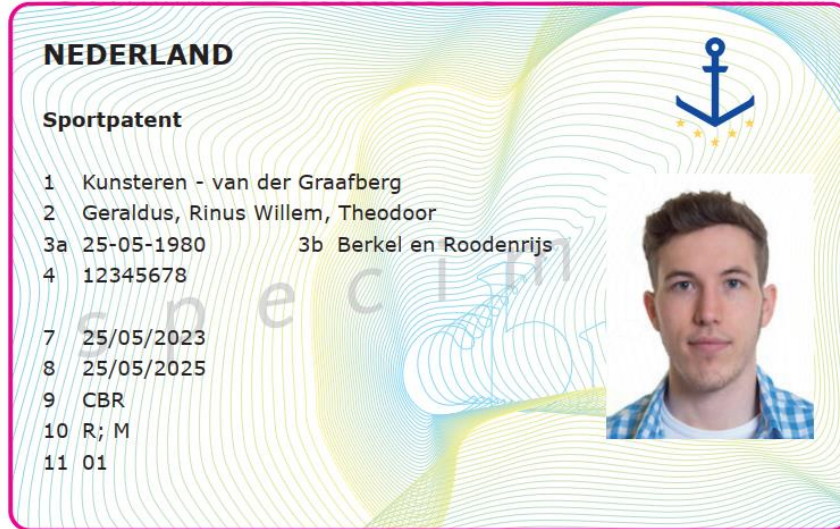 NEDERLAND
Sportpatent
1 Kunsteren - van der Graafberg
2 Geraldus, Rinus Willem, Theodoor
3a 25-05-1980 3b Berkel en Roodenrijs
4 12345678
specim
7 25/05/2023
8 25/05/2025
9 CBR
10 R; M
11 01